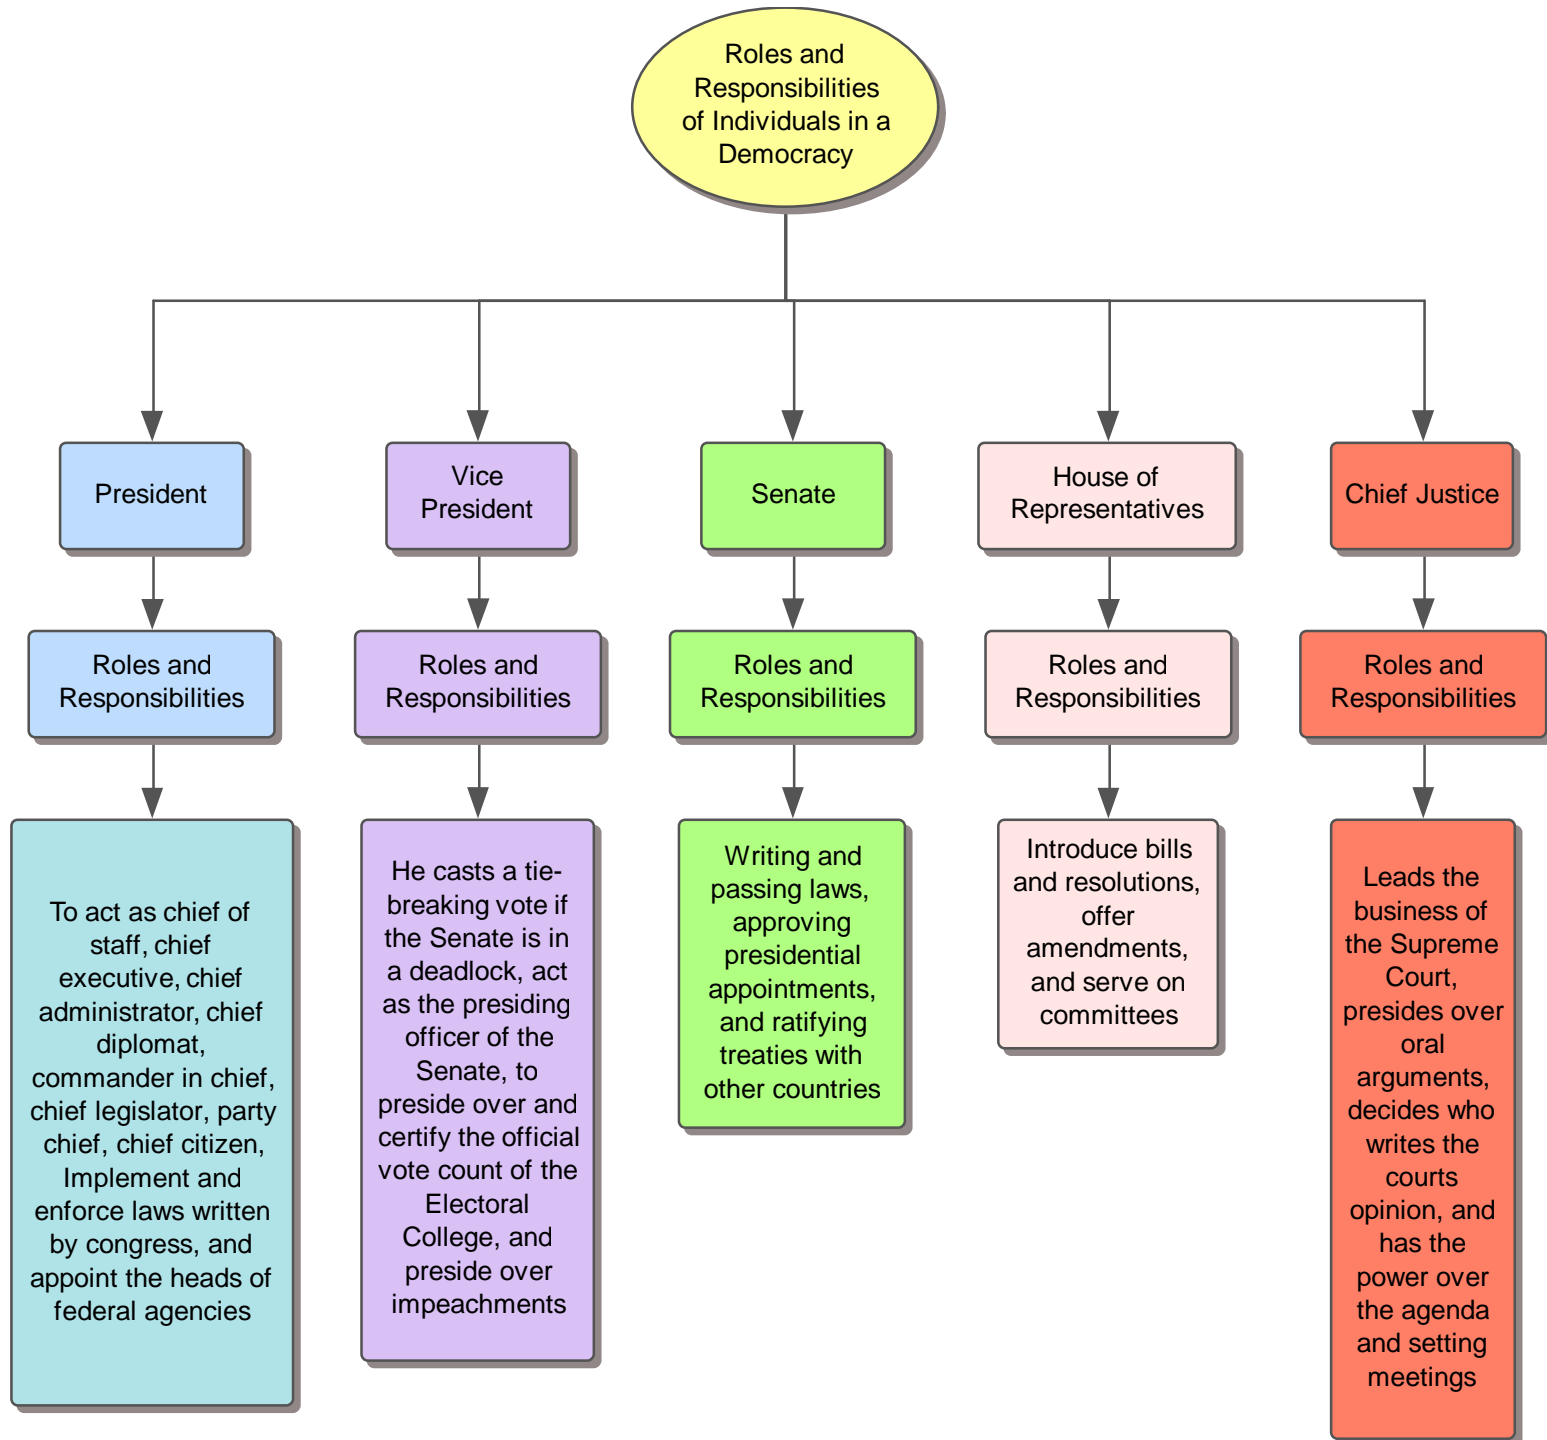 Roles and
Responsibilities
of Individuals in a
Democracy
President
Vice
President
Senate
House of
Representatives
Chief Justice
Roles and
Responsibilities
Roles and
Responsibilities
Roles and
Responsibilities
Roles and
Responsibilities
Roles and
Responsibilities
To act as chief of
staff, chief
executive, chief
administrator, chief
diplomat,
commander in chief,
chief legislator, party
chief, chief citizen,
Implement and
enforce laws written
by congress, and
appoint the heads of
federal agencies
He casts a tie-
breaking vote if
the Senate is in
a deadlock, act
as the presiding
officer of the
Senate, to
preside over and
certify the official
vote count of the
Electoral
College, and
preside over
impeachments
Writing and
passing laws,
approving
presidential
appointments,
and ratifying
treaties with
other countries
Introduce bills
and resolutions,
offer
amendments,
and serve on
committees
Leads the
business of
the Supreme
Court,
presides over
oral
arguments,
decides who
writes the
courts
opinion, and
has the
power over
the agenda
and setting
meetings